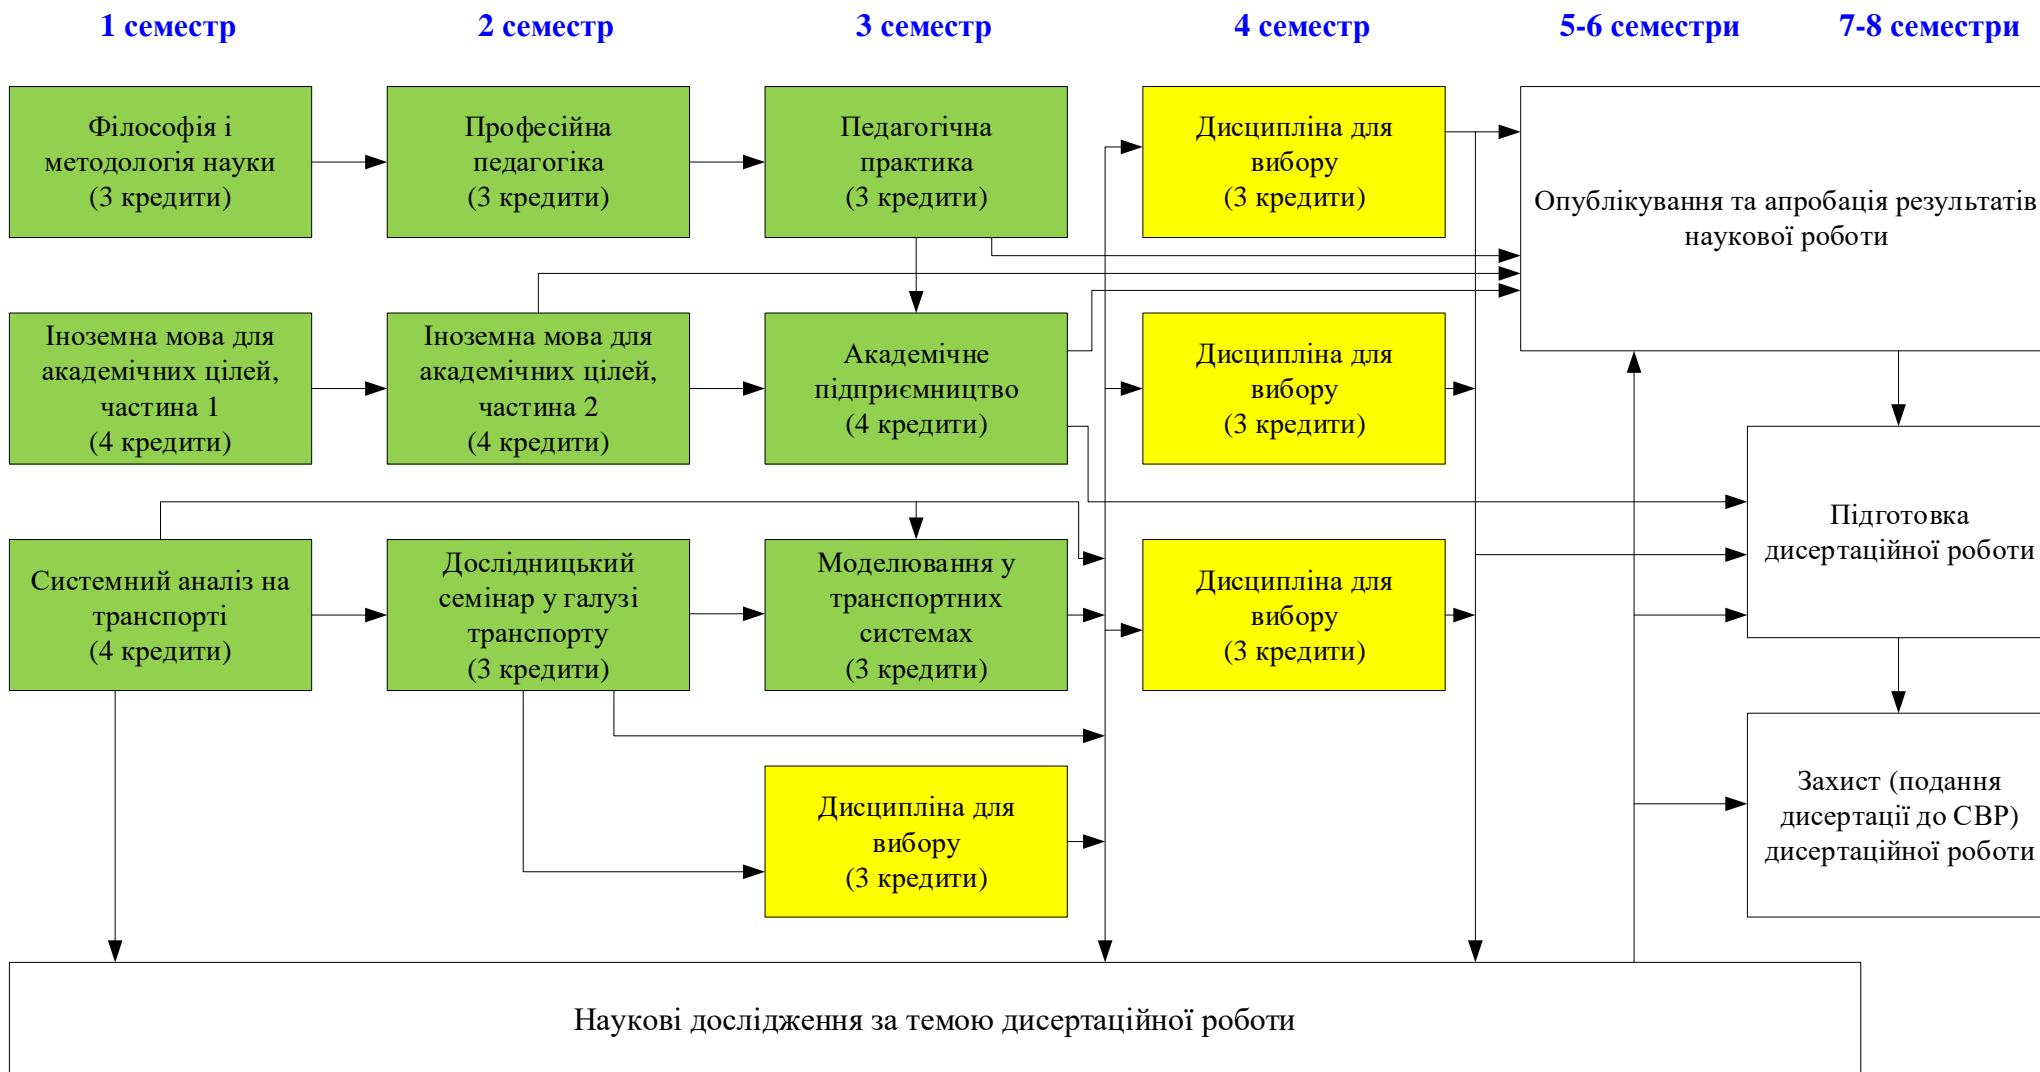 1 семестр
2 семестр
3 семестр
4 семестр
5-6 семестри
7-8 семестри
Філософія і
методологія науки
(3 кредити)
Професійна
педагогіка
(3 кредити)
Педагогічна
практика
(3 кредити)
Дисципліна для
вибору
(3 кредити)
Опублікування та апробація результатів
наукової роботи
Іноземна мова для
академічних цілей,
частина 1
(4 кредити)
Іноземна мова для
академічних цілей,
частина 2
(4 кредити)
Академічне
підприємництво
(4 кредити)
Дисципліна для
вибору
(3 кредити)
Системний аналіз на
транспорті
(4 кредити)
Дослідницький
семінар у галузі
транспорту
(3 кредити)
Моделювання у
транспортних
системах
(3 кредити)
Дисципліна для
вибору
(3 кредити)
Підготовка
дисертаційної роботи
Дисципліна для
вибору
(3 кредити)
Захист (подання
дисертації до СВР)
дисертаційної роботи
Наукові дослідження за темою дисертаційної роботи